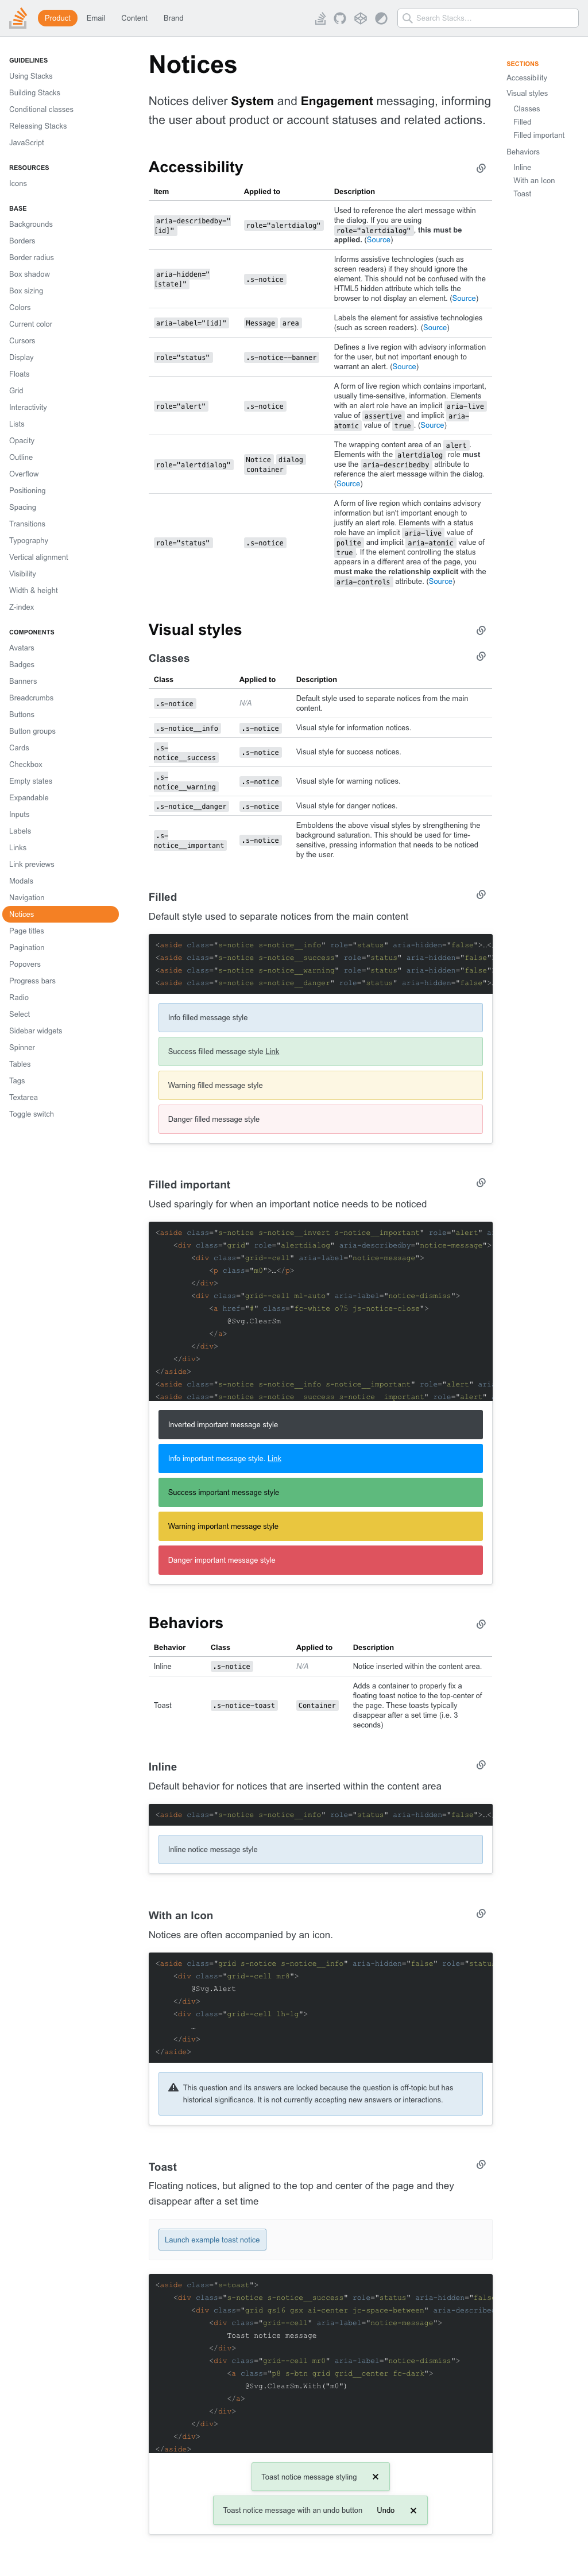 Product Email Content Brand Search Stacks…
GUIDELINES
Using Stacks
Building Stacks
Conditional classes
Releasing Stacks
JavaScript
RESOURCES
Icons
BASE
Backgrounds
Borders
Border radius
Box shadow
Box sizing
Colors
Current color
Cursors
Display
Floats
Grid
Interactivity
Lists
Opacity
Outline
Overflow
Positioning
Spacing
Transitions
Typography
Vertical alignment
Visibility
Width & height
Z-index
COMPONENTS
Avatars
Badges
Banners
Breadcrumbs
Buttons
Button groups
Cards
Checkbox
Empty states
Expandable
Inputs
Labels
Links
Link previews
Modals
Navigation
Notices
Page titles
Pagination
Popovers
Progress bars
Radio
Select
Sidebar widgets
Spinner
Tables
Tags
Textarea
Toggle switch
Notices
Notices deliver System and Engagement messaging, informing
the user about product or account statuses and related actions.
Accessibility
Item Applied to Description
aria-describedby="
[id]"
role="alertdialog"
Used to reference the alert message within
the dialog. If you are using
role="alertdialog" , this must be
applied. (Source)
aria-hidden="
[state]"
.s-notice
Informs assistive technologies (such as
screen readers) if they should ignore the
element. This should not be confused with the
HTML5 hidden attribute which tells the
browser to not display an element. (Source)
aria-label="[id]" Message area
Labels the element for assistive technologies
(such as screen readers). (Source)
role="status" .s-notice--banner
Defines a live region with advisory information
for the user, but not important enough to
warrant an alert. (Source)
role="alert" .s-notice
A form of live region which contains important,
usually time-sensitive, information. Elements
with an alert role have an implicit aria-live
value of assertive and implicit aria-
atomic value of true . (Source)
role="alertdialog"
Notice dialog
container
The wrapping content area of an alert .
Elements with the alertdialog role must
use the aria-describedby attribute to
reference the alert message within the dialog.
(Source)
role="status" .s-notice
A form of live region which contains advisory
information but isn't important enough to
justify an alert role. Elements with a status
role have an implicit aria-live value of
polite and implicit aria-atomic value of
true . If the element controlling the status
appears in a different area of the page, you
must make the relationship explicit with the
aria-controls attribute. (Source)
Visual styles
Classes
Class Applied to Description
.s-notice N/A
Default style used to separate notices from the main
content.
.s-notice__info .s-notice Visual style for information notices.
.s-
notice__success
.s-notice Visual style for success notices.
.s-
notice__warning
.s-notice Visual style for warning notices.
.s-notice__danger .s-notice Visual style for danger notices.
.s-
notice__important
.s-notice
Emboldens the above visual styles by strengthening the
background saturation. This should be used for time-
sensitive, pressing information that needs to be noticed
by the user.
Filled
Default style used to separate notices from the main content
<aside class="s-notice s-notice__info" role="status" aria-hidden="false">…<
<aside class="s-notice s-notice__success" role="status" aria-hidden="false"
<aside class="s-notice s-notice__warning" role="status" aria-hidden="false"
<aside class="s-notice s-notice__danger" role="status" aria-hidden="false">
Info filled message style
Success filled message style Link
Warning filled message style
Danger filled message style
Filled important
Used sparingly for when an important notice needs to be noticed
<aside class="s-notice s-notice__invert s-notice__important" role="alert" a
<div class="grid" role="alertdialog" aria-describedby="notice-message">
<div class="grid--cell" aria-label="notice-message">
<p class="m0">…</p>
</div>
<div class="grid--cell ml-auto" aria-label="notice-dismiss">
<a href="#" class="fc-white o75 js-notice-close">
@Svg.ClearSm
</a>
</div>
</div>
</aside>
<aside class="s-notice s-notice__info s-notice__important" role="alert" ari
<aside class="s-notice s-notice__success s-notice__important" role="alert"
Inverted important message style
Info important message style. Link
Success important message style
Warning important message style
Danger important message style
Behaviors
Behavior Class Applied to Description
Inline .s-notice N/A Notice inserted within the content area.
Toast .s-notice-toast Container
Adds a container to properly fix a
floating toast notice to the top-center of
the page. These toasts typically
disappear after a set time (i.e. 3
seconds)
Inline
Default behavior for notices that are inserted within the content area
<aside class="s-notice s-notice__info" role="status" aria-hidden="false">…<
Inline notice message style
With an Icon
Notices are often accompanied by an icon.
<aside class="grid s-notice s-notice__info" aria-hidden="false" role="statu
<div class="grid--cell mr8">
@Svg.Alert
</div>
<div class="grid--cell lh-lg">
…
</div>
</aside>
This question and its answers are locked because the question is off-topic but has
historical significance. It is not currently accepting new answers or interactions.
Toast
Floating notices, but aligned to the top and center of the page and they
disappear after a set time
Launch example toast notice
<aside class="s-toast">
<div class="s-notice s-notice__success" role="status" aria-hidden="fals
<div class="grid gs16 gsx ai-center jc-space-between" aria-describe
<div class="grid--cell" aria-label="notice-message">
Toast notice message
</div>
<div class="grid--cell mr0" aria-label="notice-dismiss">
<a class="p8 s-btn grid grid__center fc-dark">
@Svg.ClearSm.With("m0")
</a>
</div>
</div>
</div>
</aside>
Toast notice message styling
Toast notice message with an undo button Undo
SECTIONS
Accessibility
Visual styles
Classes
Filled
Filled important
Behaviors
Inline
With an Icon
Toast